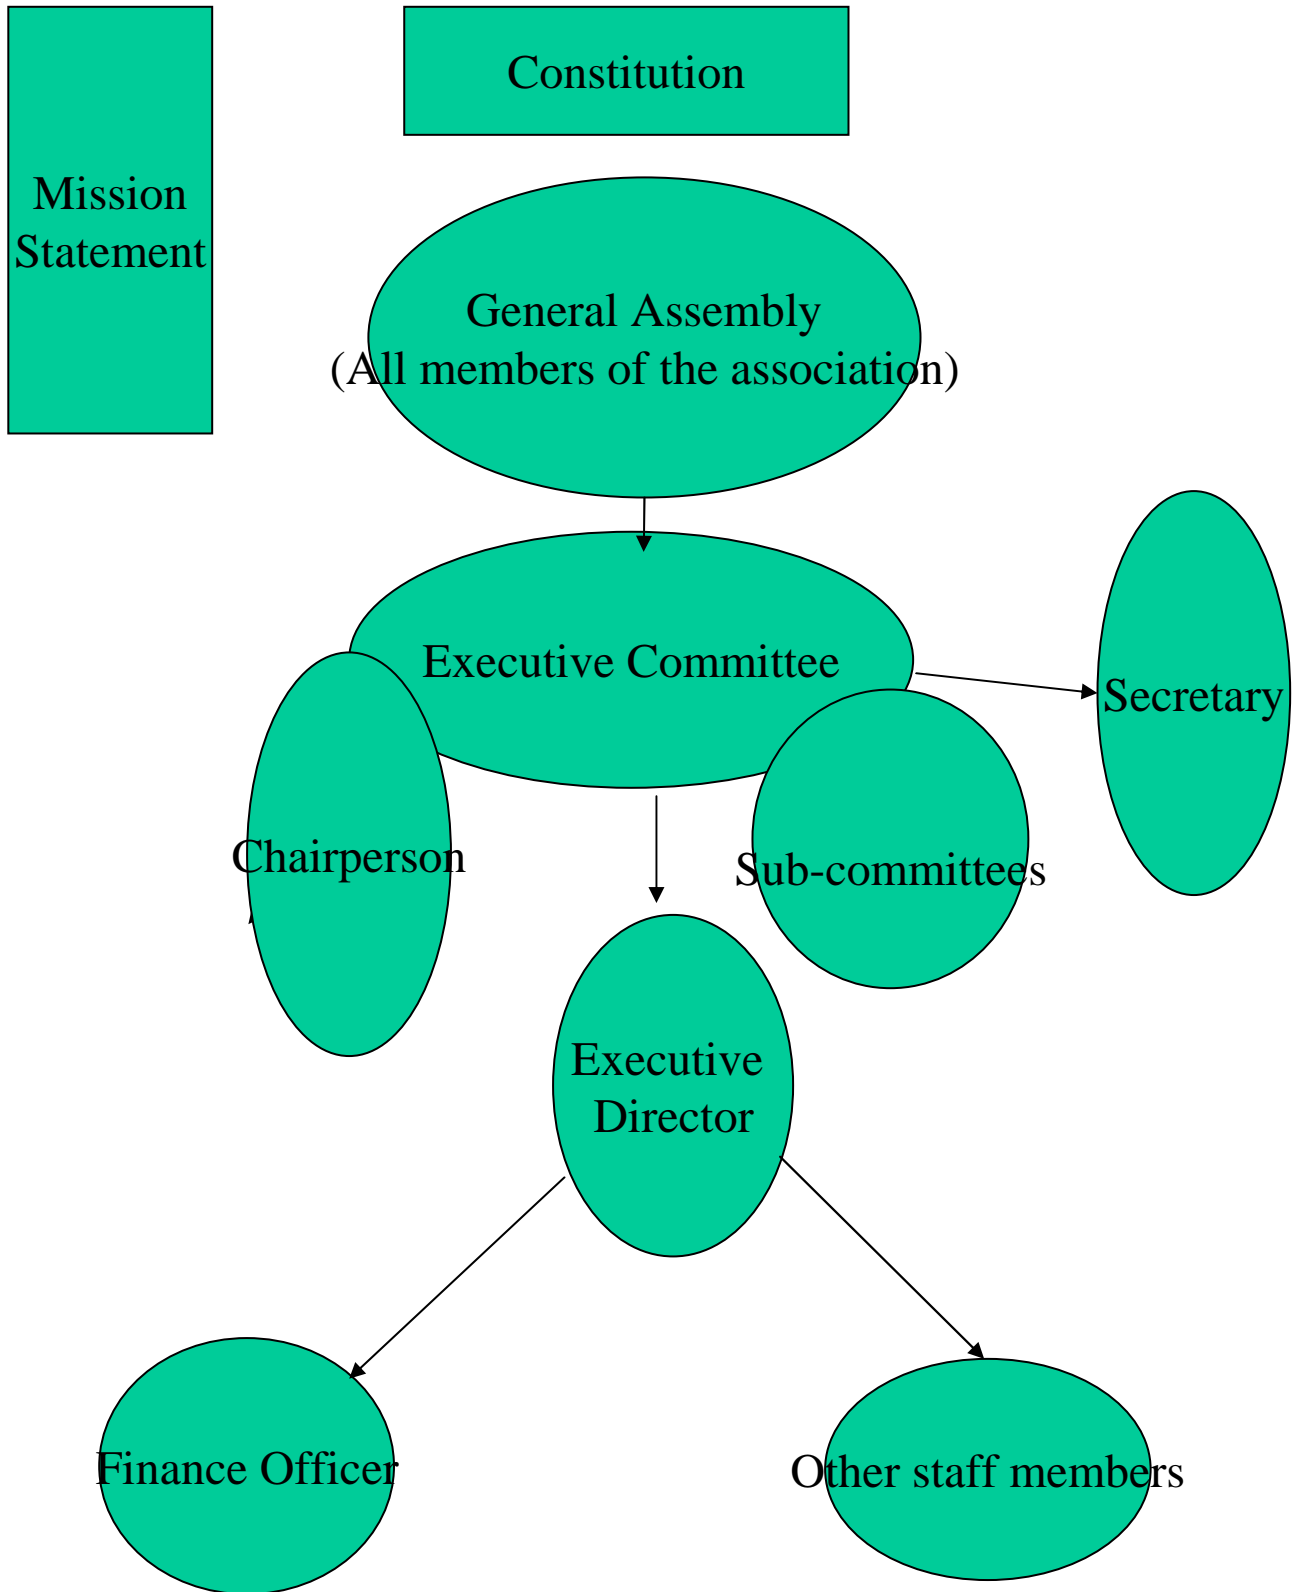 Constitution
Mission
Statement
General Assembly
(All members of the association)
Executive Committee
Secretary
Chairperson
Sub-committees
Executive
Director
Finance Officer
Other staff members